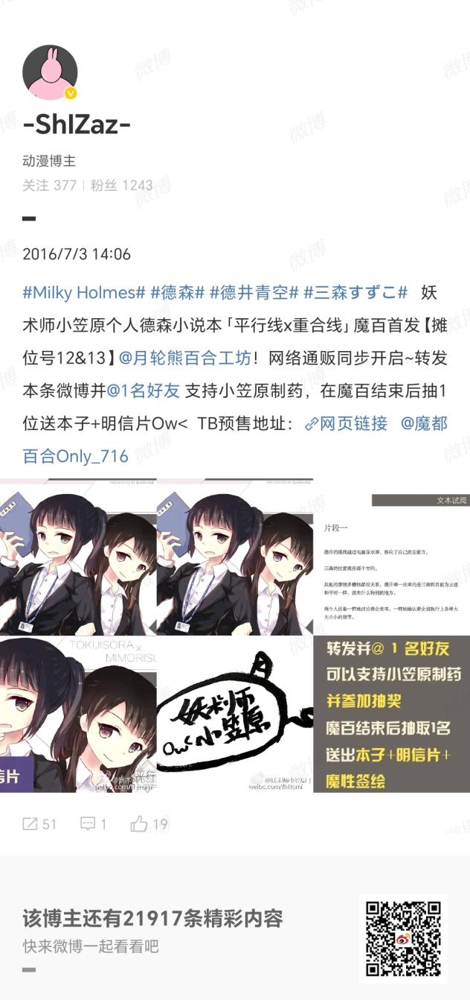 -ShIZaz-
动漫博主
关注 377 | 粉丝 1243
2016/7/3 14:06
#Milky Holmes# #德森# #德井青空# #三森すずこ# 妖
术师小笠原个人德森小说本「平行线x重合线」魔百首发【摊
位号12&13】@月轮熊百合工坊！网络通贩同步开启~转发
本条微博并@1名好友 支持小笠原制药，在魔百结束后抽1
位送本子+明信片Ow< TB预售地址：网页链接 @魔都
百合Only_716
文本试阅
片段一
德井的视线越过电脑显示屏，移向了自己的左前方。
三森的位置就在那个方向。
其他的事情多糟糕都没关系，德井唯一庆幸的是三森到目前为止还
和平时一样，没有什么特别的地方。
两个人还是一样地讨论着企划书，一样地确认着企划执行上各种大
大小小的细节。
TOKUISORA x
MIMORISU
信片
平行
weibo.com/fhitomi
妖术师
Ow<小笠原
@妖术师小笠原
weibo.com/fhitomi
转发并@ 1 名好友
可以支持小笠原制药
并参加抽奖
魔百结束后抽取1名
送出本子+明信片+
魔性签绘
51 1 19
该博主还有21917条精彩内容
快来微博一起看看吧
微博